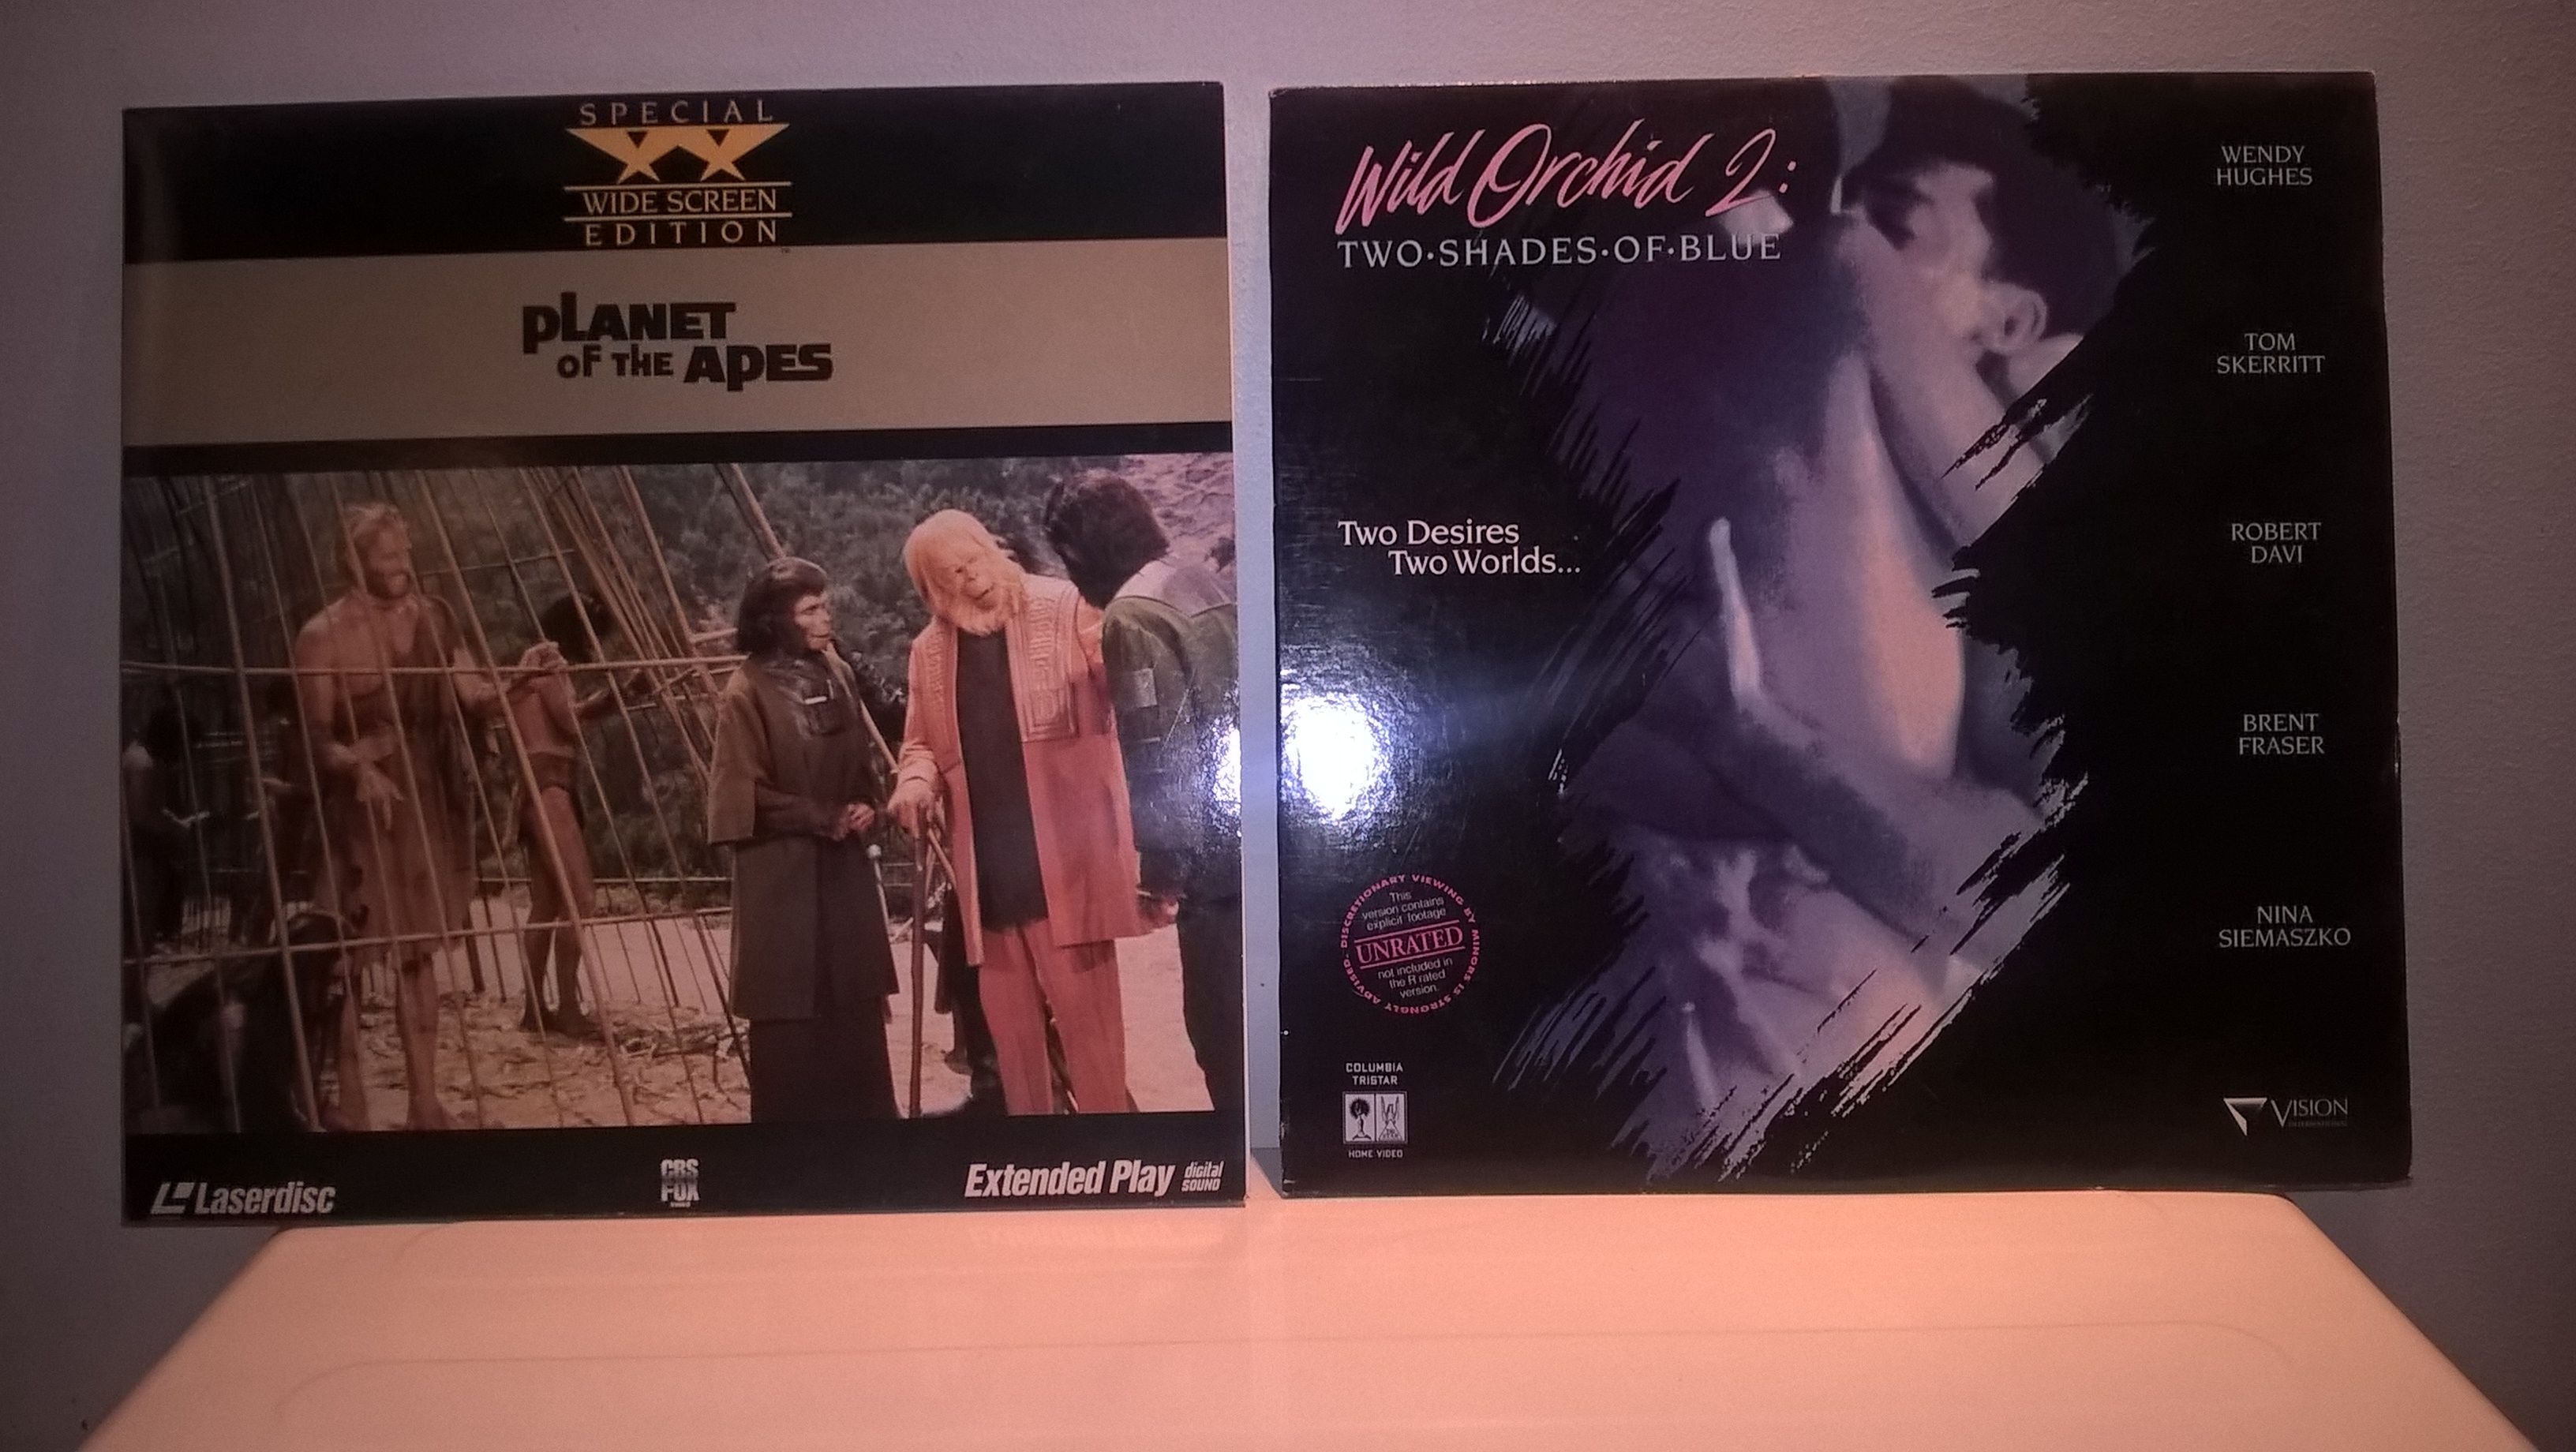 SPECIAL
WIDE SCREEN
EDITION
PLANET
OF THE APES
Laserdisc
CBS
FOX
Extended Play
digital
SOUND
Wild Orchid 2:
TWO·SHADES·OF·BLUE
Two Desires
Two Worlds...
DISCRETIONARY VIEWING BY MINORS IS STRONGLY ADVISED
This
version contains
explicit footage
UNRATED
not included in
the R rated
version.
COLUMBIA
TRISTAR
HOME VIDEO
WENDY
HUGHES
TOM
SKERRITT
ROBERT
DAVI
BRENT
FRASER
NINA
SIEMASZKO
VISION
INTERNATIONAL